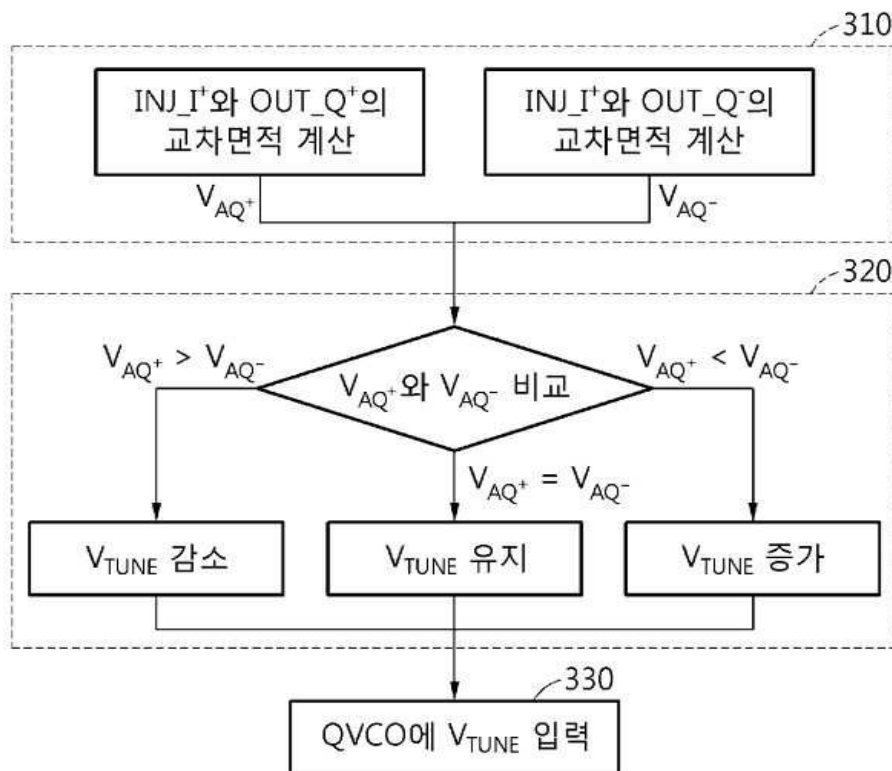 310
INJ_I⁺와 OUT_Q⁺의
교차면적 계산
INJ_I⁺와 OUT_Q⁻의
교차면적 계산
V_AQ⁺
V_AQ⁻
320
V_AQ⁺ > V_AQ⁻
V_AQ⁺와 V_AQ⁻ 비교
V_AQ⁺ < V_AQ⁻
V_AQ⁺ = V_AQ⁻
V_TUNE 감소
V_TUNE 유지
V_TUNE 증가
330
QVCO에 V_TUNE 입력